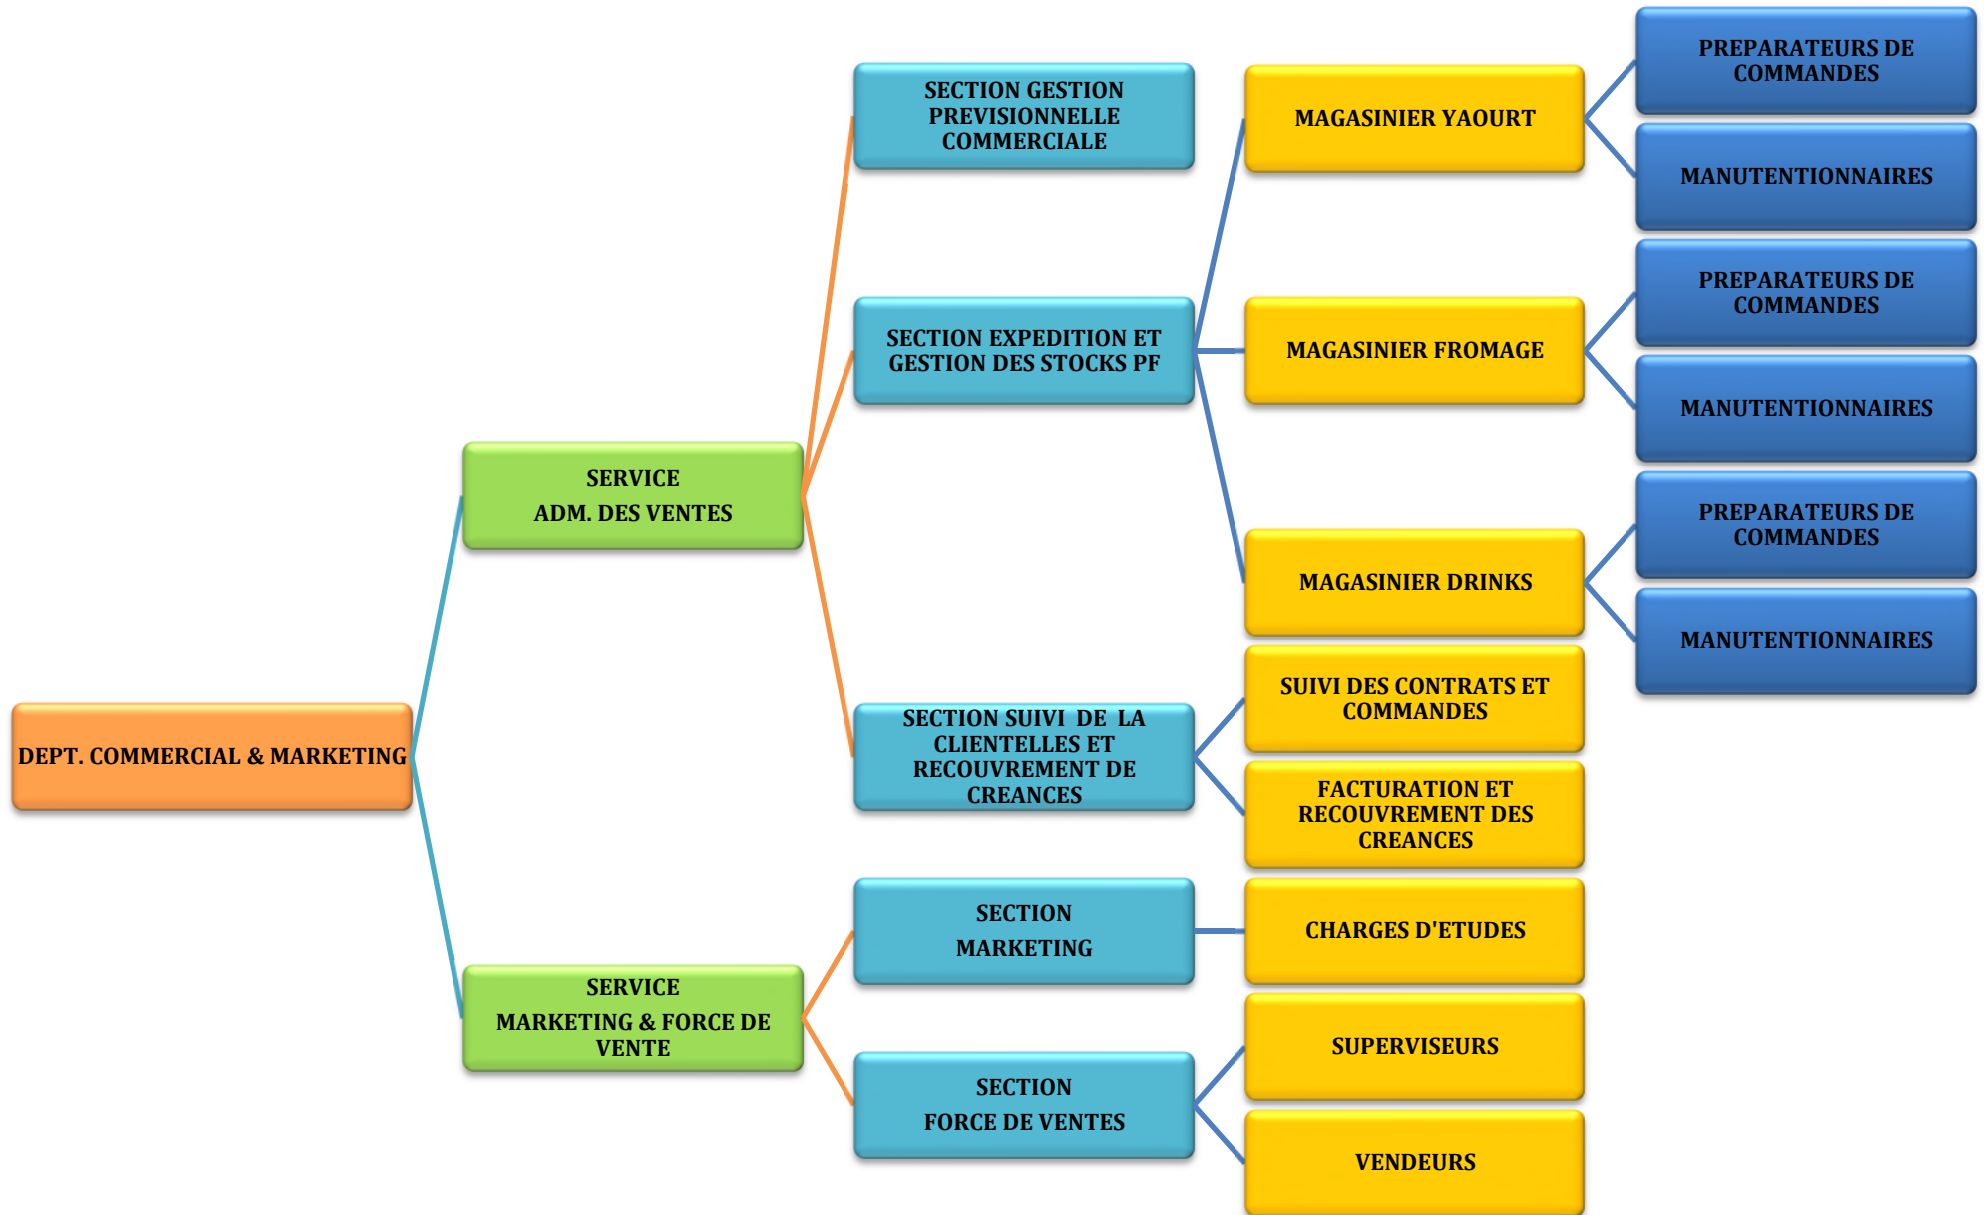 DEPT. COMMERCIAL & MARKETING
SERVICE
ADM. DES VENTES
SECTION GESTION
PREVISIONNELLE
COMMERCIALE
SECTION EXPEDITION ET
GESTION DES STOCKS PF
MAGASINIER YAOURT
PREPARATEURS DE
COMMANDES
MANUTENTIONNAIRES
MAGASINIER FROMAGE
PREPARATEURS DE
COMMANDES
MANUTENTIONNAIRES
MAGASINIER DRINKS
PREPARATEURS DE
COMMANDES
MANUTENTIONNAIRES
SECTION SUIVI DE LA
CLIENTELLES ET
RECOUVREMENT DE
CREANCES
SUIVI DES CONTRATS ET
COMMANDES
FACTURATION ET
RECOUVREMENT DES
CREANCES
SERVICE
MARKETING & FORCE DE
VENTE
SECTION
MARKETING
CHARGES D'ETUDES
SECTION
FORCE DE VENTES
SUPERVISEURS
VENDEURS